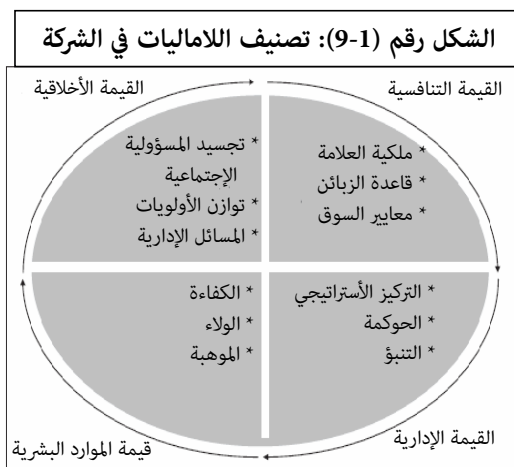 الشكل رقم (1-9): تصنيف اللاماليات في الشركة
القيمة التنافسية
* ملكية العلامة
* قاعدة الزبائن
* معايير السوق
القيمة الأخلاقية
* تجسيد المسؤولية
الإجتماعية
* توازن الأولويات
* المسائل الإدارية
* التركيز الأستراتيجي
* الحوكمة
* التنبؤ
القيمة الإدارية
* الكفاءة
* الولاء
* الموهبة
قيمة الموارد البشرية